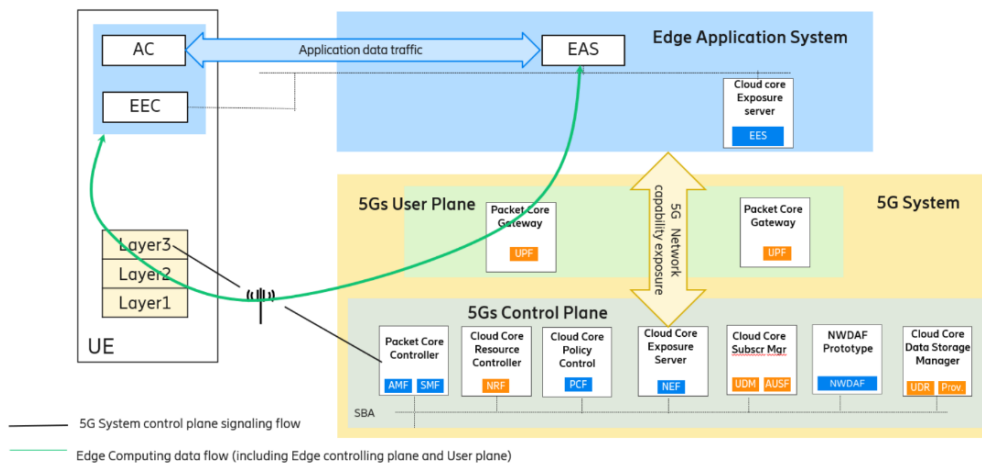 AC
Application data traffic
EAS
Edge Application System
EEC
Cloud core
Exposure
server
EES
5Gs User Plane
Packet Core
Gateway
UPF
5G Network
capability exposure
Packet Core
Gateway
UPF
5G System
Layer3
Layer2
Layer1
UE
5Gs Control Plane
Packet Core
Controller
AMF SMF
Cloud Core
Resource
Controller
NRF
Cloud Core
Policy
Control
PCF
Cloud Core
Exposure
Server
NEF
Cloud Core
Subscr Mgr
UDM AUSF
NWDAF
Prototype
NWDAF
Cloud Core
Data Storage
Manager
UDR Prov.
SBA
5G System control plane signaling flow
Edge Computing data flow (including Edge controlling plane and User plane)